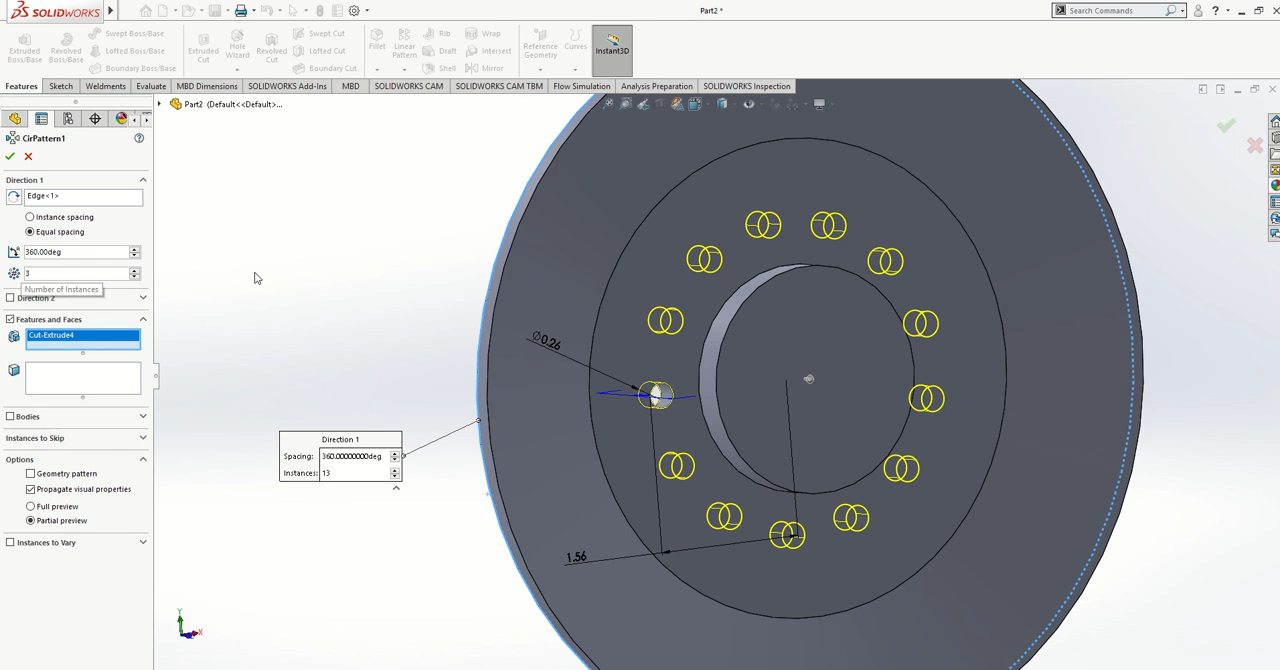 SOLIDWORKS
Part2 *
Search Commands
?
Extruded Boss/Base
Revolved Boss/Base
Swept Boss/Base
Lofted Boss/Base
Boundary Boss/Base
Extruded Cut
Hole Wizard
Revolved Cut
Swept Cut
Lofted Cut
Boundary Cut
Fillet
Linear Pattern
Rib
Draft
Shell
Wrap
Intersect
Mirror
Reference Geometry
Curves
Instant3D
Features
Sketch
Weldments
Evaluate
MBD Dimensions
SOLIDWORKS Add-Ins
MBD
SOLIDWORKS CAM
SOLIDWORKS CAM TBM
Flow Simulation
Analysis Preparation
SOLIDWORKS Inspection
Part2 (Default<<Default>...
CirPattern1
?
Direction 1
Edge<1>
Instance spacing
Equal spacing
360.00deg
3
Number of Instances
Direction 2
Features and Faces
Cut-Extrude4
Bodies
Instances to Skip
Options
Geometry pattern
Propagate visual properties
Full preview
Partial preview
Instances to Vary
Direction 1
Spacing: 360.00000000deg
Instances: 13
Ø0.26
1.56
Y
X